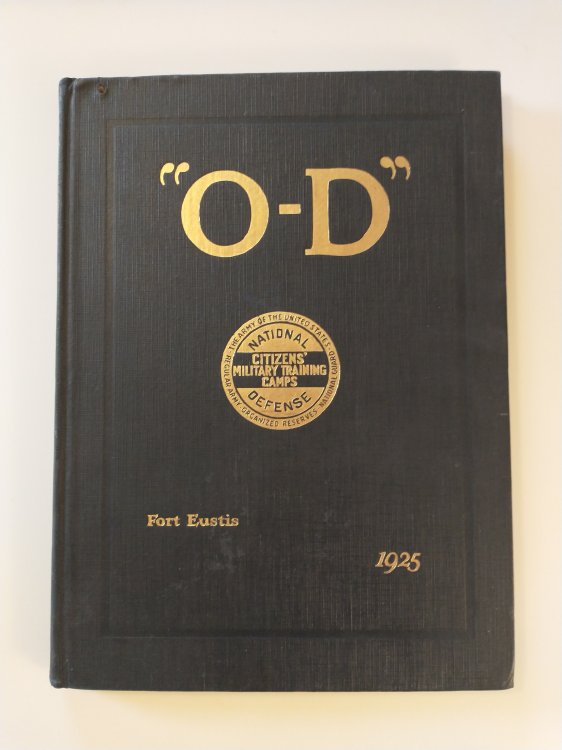 “O-D”
THE ARMY OF THE UNITED STATES
NATIONAL
CITIZENS'
MILITARY TRAINING
CAMPS
DEFENSE
REGULAR ARMY · ORGANIZED RESERVES · NATIONAL GUARD
Fort Eustis
1925